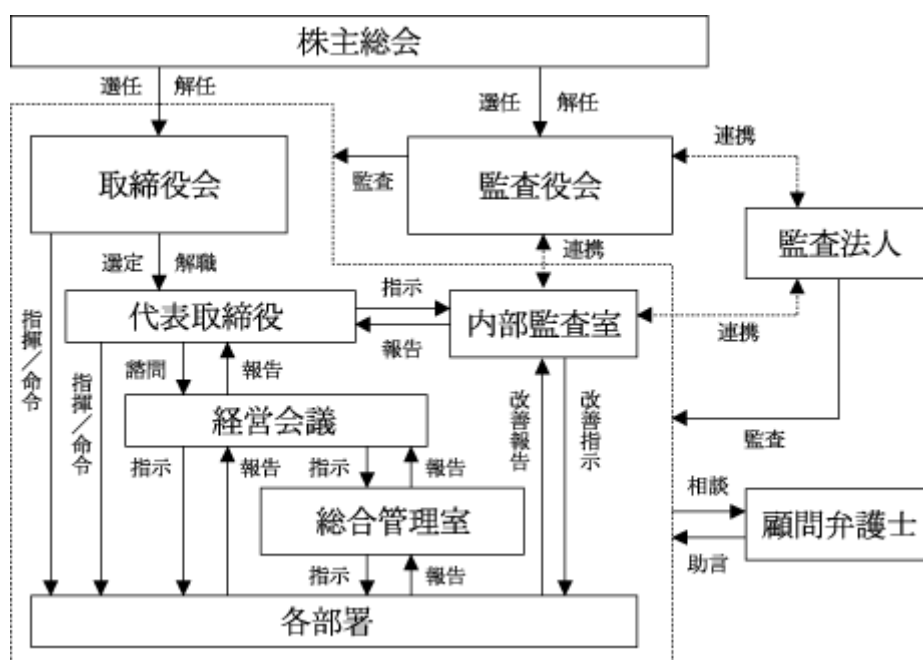 株主総会
選任
解任
選任
解任
連携
取締役会
監査
監査役会
監査法人
選定
解職
連携
指示
代表取締役
内部監査室
連携
報告
指揮／命令
指揮／命令
諮問
報告
改善報告
改善指示
経営会議
監査
指示
報告
指示
報告
相談
総合管理室
顧問弁護士
助言
指示
報告
各部署